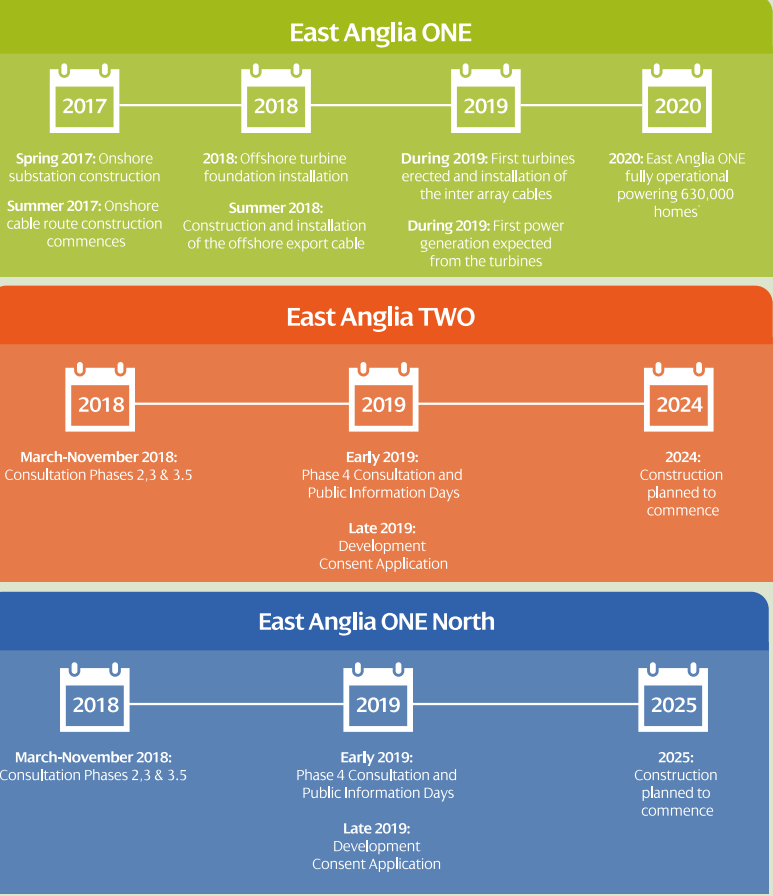 East Anglia ONE
2017
2018
2019
2020
Spring 2017: Onshore
substation construction
Summer 2017: Onshore
cable route construction
commences
2018: Offshore turbine
foundation installation
Summer 2018:
Construction and installation
of the offshore export cable
During 2019: First turbines
erected and installation of
the inter array cables
During 2019: First power
generation expected
from the turbines
2020: East Anglia ONE
fully operational
powering 630,000
homes*
East Anglia TWO
2018
2019
2024
March-November 2018:
Consultation Phases 2,3 & 3.5
Early 2019:
Phase 4 Consultation and
Public Information Days
Late 2019:
Development
Consent Application
2024:
Construction
planned to
commence
East Anglia ONE North
2018
2019
2025
March-November 2018:
Consultation Phases 2,3 & 3.5
Early 2019:
Phase 4 Consultation and
Public Information Days
Late 2019:
Development
Consent Application
2025:
Construction
planned to
commence